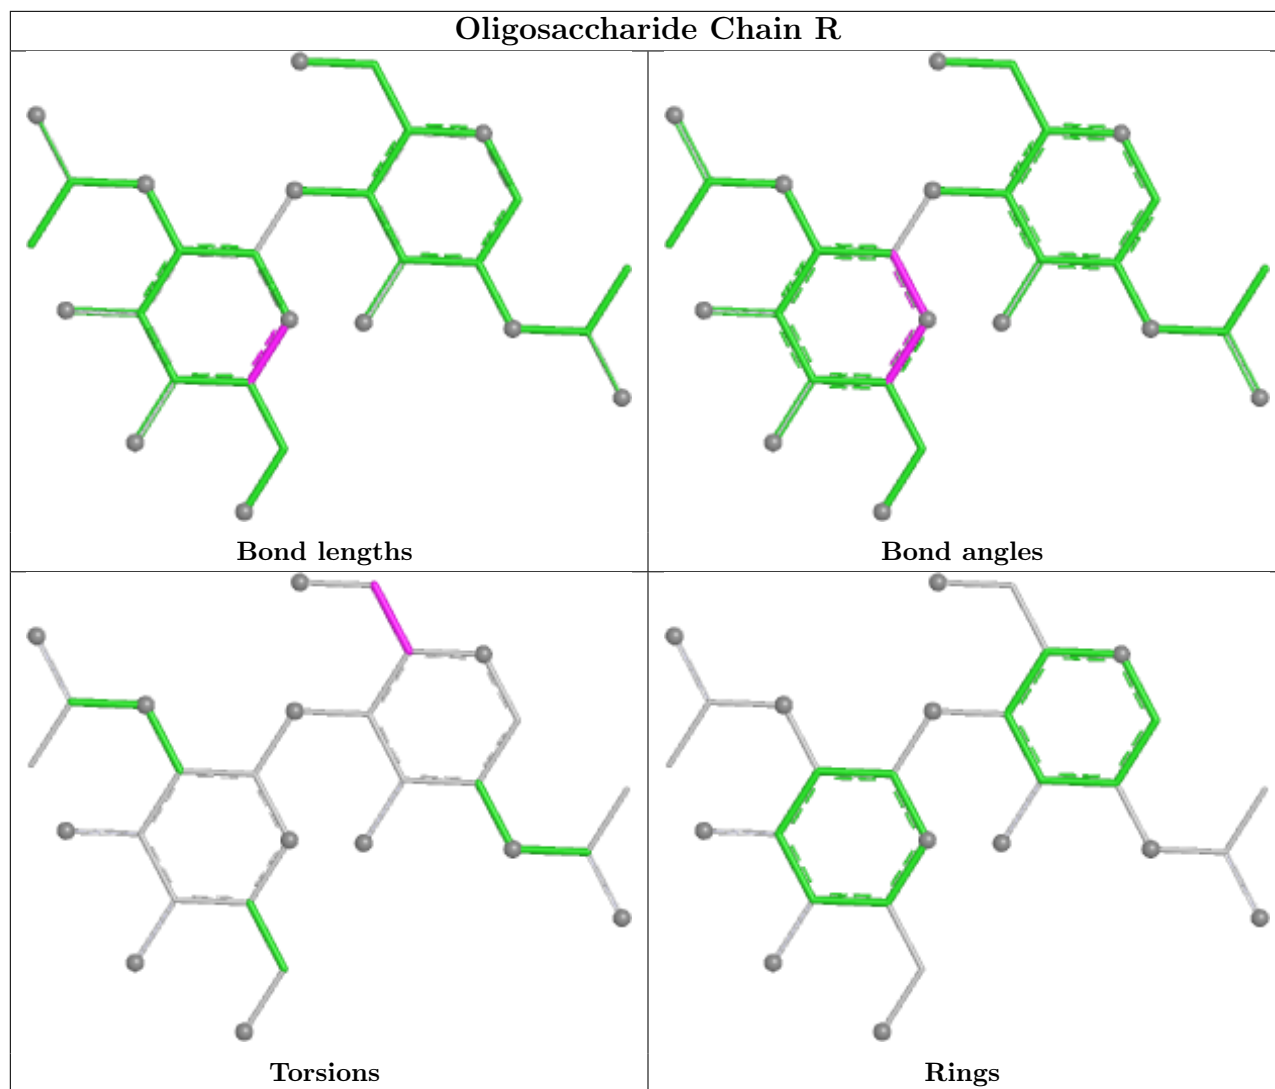 Oligosaccharide Chain R
Bond lengths
Bond angles
Torsions
Rings